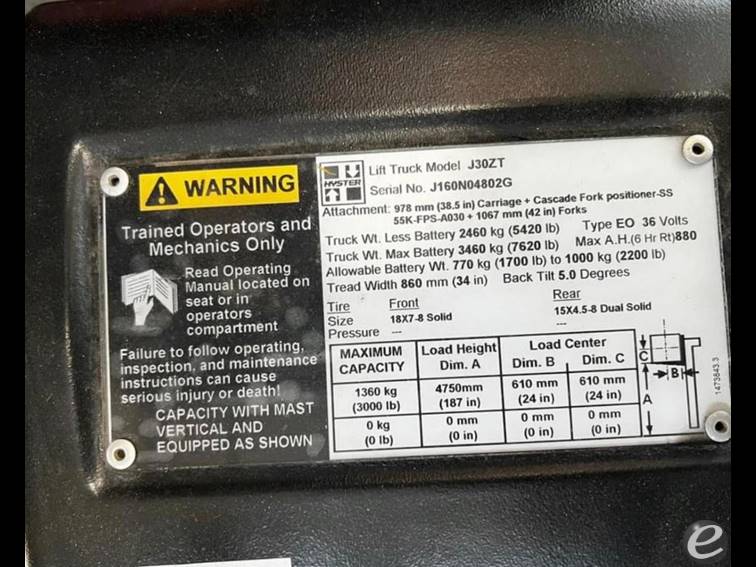 WARNING
Trained Operators and
Mechanics Only
Read Operating
Manual located on
seat or in
operators
compartment
Failure to follow operating,
inspection, and maintenance
instructions can cause
serious injury or death!
CAPACITY WITH MAST
VERTICAL AND
EQUIPPED AS SHOWN
HYSTER
Lift Truck Model J30ZT
Serial No. J160N04802G
Attachment: 978 mm (38.5 in) Carriage + Cascade Fork positioner-SS
55K-FPS-A030 + 1067 mm (42 in) Forks
Truck Wt. Less Battery 2460 kg (5420 lb) Type EO 36 Volts
Truck Wt. Max Battery 3460 kg (7620 lb) Max A.H.(6 Hr Rt)880
Allowable Battery Wt. 770 kg (1700 lb) to 1000 kg (2200 lb)
Tread Width 860 mm (34 in) Back Tilt 5.0 Degrees
Tire Front Rear
Size 18X7-8 Solid 15X4.5-8 Dual Solid
Pressure --- ---
MAXIMUM CAPACITY Load Height Dim. A Load Center Dim. B Dim. C
1360 kg (3000 lb) 4750mm (187 in) 610 mm (24 in) 610 mm (24 in)
0 kg (0 lb) 0 mm (0 in) 0 mm (0 in) 0 mm (0 in)
C
B
A
1473843.3
e